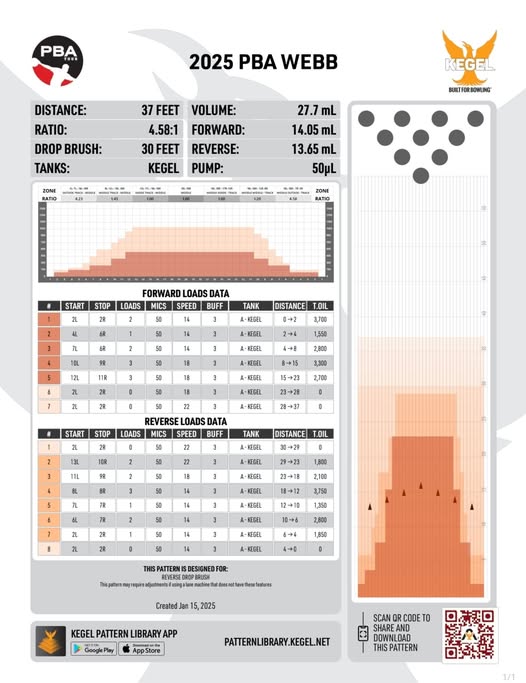 PBA
TOUR
2025 PBA WEBB
KEGEL
BUILT FOR BOWLING
DISTANCE: 37 FEET VOLUME: 27.7 mL
RATIO: 4.58:1 FORWARD: 14.05 mL
DROP BRUSH: 30 FEET REVERSE: 13.65 mL
TANKS: KEGEL PUMP: 50µL
ZONE ZONE
RATIO RATIO
FORWARD LOADS DATA
# START STOP LOADS MICS SPEED BUFF TANK DISTANCE T.OIL
1 2L 2R 2 50 14 3 A - KEGEL 0➔2 3,700
2 4L 6R 1 50 14 3 A - KEGEL 2➔4 1,550
3 7L 6R 2 50 14 3 A - KEGEL 4➔8 2,800
4 10L 9R 3 50 18 3 A - KEGEL 8➔15 3,300
5 12L 11R 3 50 18 3 A - KEGEL 15➔23 2,700
6 2L 2R 0 50 18 3 A - KEGEL 23➔28 0
7 2L 2R 0 50 22 3 A - KEGEL 28➔37 0
REVERSE LOADS DATA
# START STOP LOADS MICS SPEED BUFF TANK DISTANCE T.OIL
1 2L 2R 0 50 22 3 A - KEGEL 30➔29 0
2 13L 10R 2 50 22 3 A - KEGEL 29➔23 1,800
3 11L 9R 2 50 18 3 A - KEGEL 23➔18 2,100
4 8L 8R 3 50 14 3 A - KEGEL 18➔12 3,750
5 7L 7R 1 50 14 3 A - KEGEL 12➔10 1,350
6 6L 7R 2 50 14 3 A - KEGEL 10➔6 2,800
7 2L 2R 1 50 14 3 A - KEGEL 6➔4 1,850
8 2L 2R 0 50 14 3 A - KEGEL 4➔0 0
THIS PATTERN IS DESIGNED FOR:
REVERSE DROP BRUSH
This pattern may require adjustments if using a lane machine that does not have these features
Created Jan 15, 2025
KEGEL PATTERN LIBRARY APP
GET IT ON
Google Play
Download on the
App Store
PATTERNLIBRARY.KEGEL.NET
SCAN QR CODE TO
SHARE AND
DOWNLOAD
THIS PATTERN
1/1